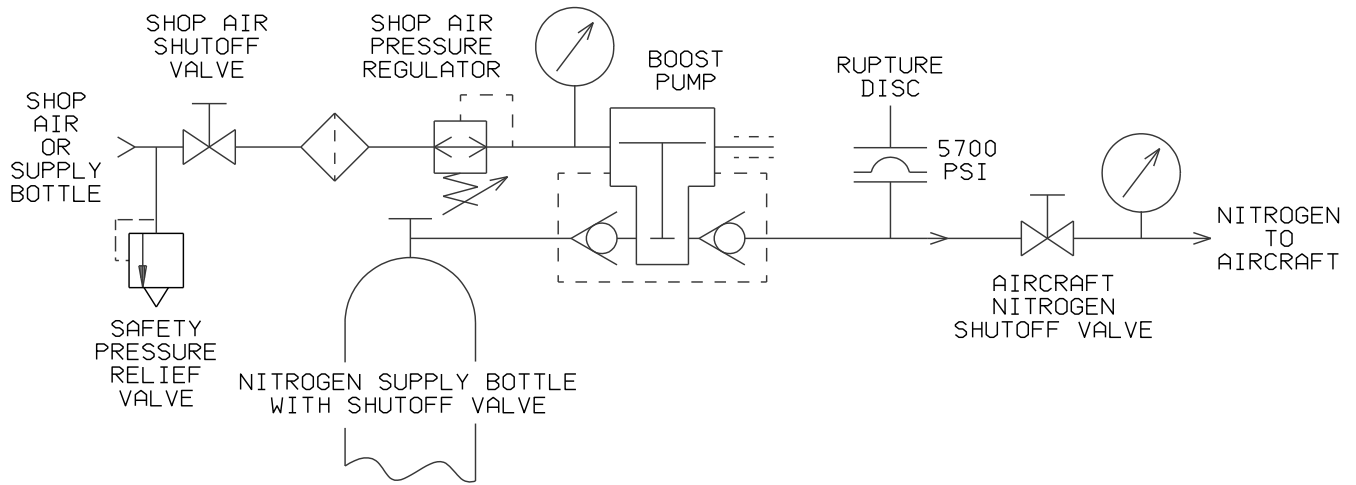 SHOP AIR
SHUTOFF
VALVE
SHOP AIR
PRESSURE
REGULATOR
BOOST
PUMP
RUPTURE
DISC
5700
PSI
SHOP
AIR
OR
SUPPLY
BOTTLE
NITROGEN
TO
AIRCRAFT
AIRCRAFT
NITROGEN
SHUTOFF VALVE
SAFETY
PRESSURE
RELIEF
VALVE
NITROGEN SUPPLY BOTTLE
WITH SHUTOFF VALVE